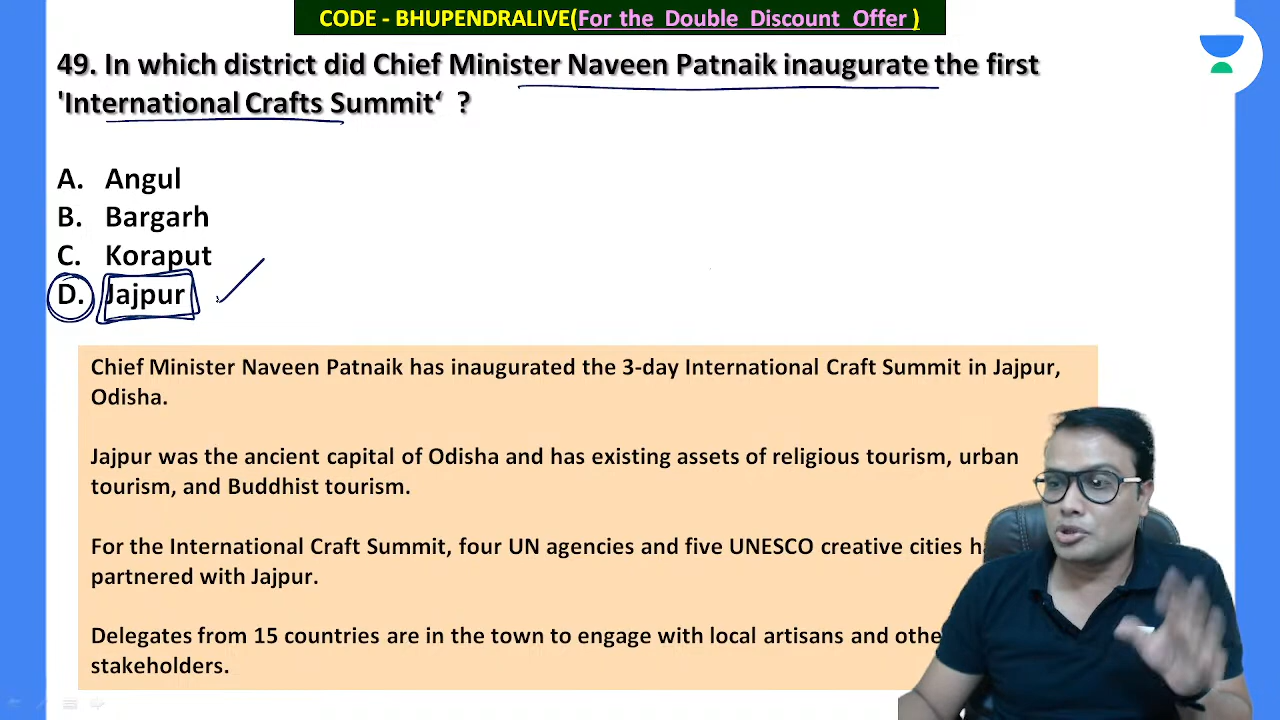 CODE - BHUPENDRALIVE(For the Double Discount Offer )
49. In which district did Chief Minister Naveen Patnaik inaugurate the first
'International Crafts Summit‘ ?
A. Angul
B. Bargarh
C. Koraput
D. Jajpur
Chief Minister Naveen Patnaik has inaugurated the 3-day International Craft Summit in Jajpur,
Odisha.
Jajpur was the ancient capital of Odisha and has existing assets of religious tourism, urban
tourism, and Buddhist tourism.
For the International Craft Summit, four UN agencies and five UNESCO creative cities
partnered with Jajpur.
Delegates from 15 countries are in the town to engage with local artisans and
stakeholders.